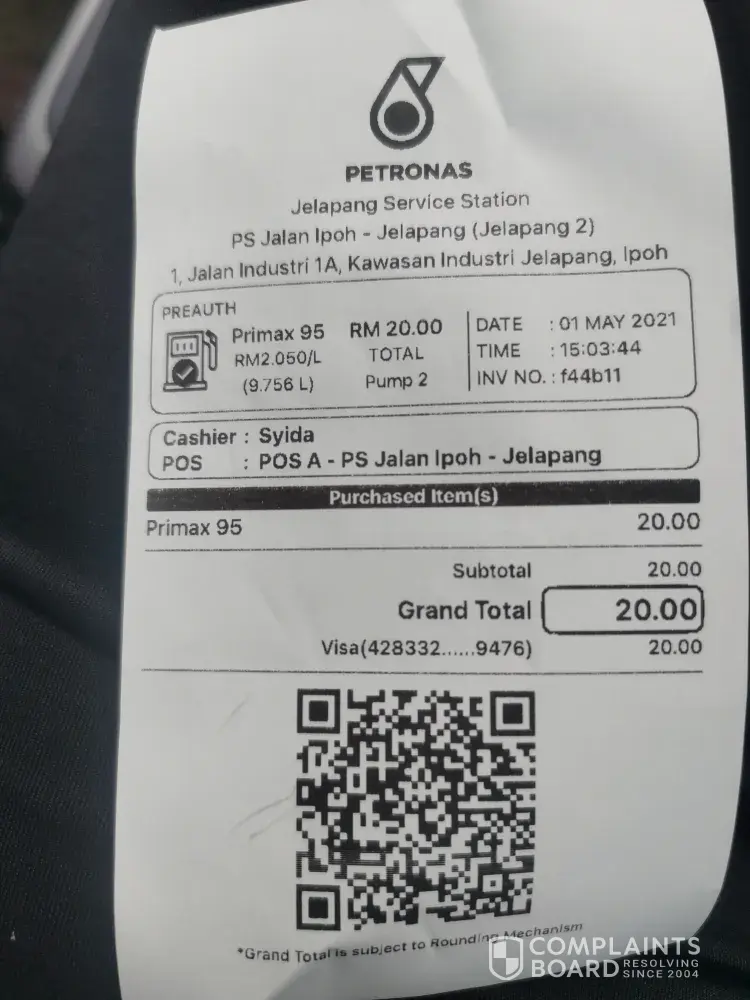 PETRONAS
Jelapang Service Station
PS Jalan Ipoh - Jelapang (Jelapang 2)
1, Jalan Industri 1A, Kawasan Industri Jelapang, Ipoh
PREAUTH
Primax 95 RM 20.00
RM2.050/L TOTAL
(9.756 L) Pump 2
DATE : 01 MAY 2021
TIME : 15:03:44
INV NO. : f44b11
Cashier : Syida
POS : POS A - PS Jalan Ipoh - Jelapang
Purchased Item(s)
Primax 95 20.00
Subtotal 20.00
Grand Total 20.00
Visa(428332......9476) 20.00
*Grand Total is subject to Rounding Mechanism
COMPLAINTS
BOARD RESOLVING
SINCE 2004